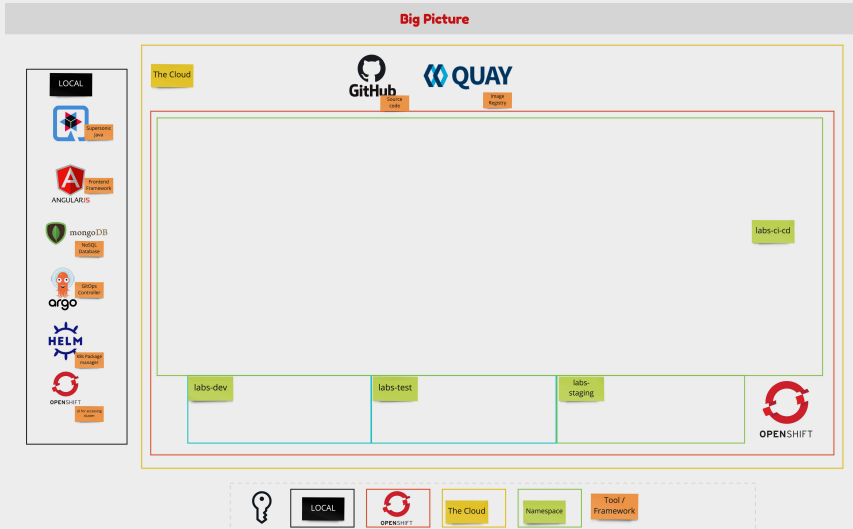 Big Picture
LOCAL
Supersonic
Java
ANGULARJS
Frontend
Framework
mongoDB
NoSQL
Database
argo
GitOps
Controller
HELM
K8s Package
manager
OPENSHIFT
The Cloud
GitHub
Source
code
QUAY
Image
Registry
labs-ci-cd
labs-dev
labs-test
labs-
staging
OPENSHIFT
LOCAL
OPENSHIFT
The Cloud
Namespace
Tool /
Framework